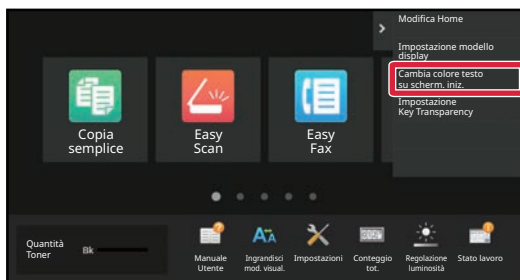 Modifica Home
Impostazione modello
display
Cambia colore testo
su scherm. iniz.
Impostazione
Key Transparency
Copia
semplice
Easy
Scan
Easy
Fax
Quantità
Toner
Bk
Manuale
Utente
Ingrandisci
mod. visual.
Impostazioni
Conteggio
tot.
Regolazione
luminosità
Stato lavoro